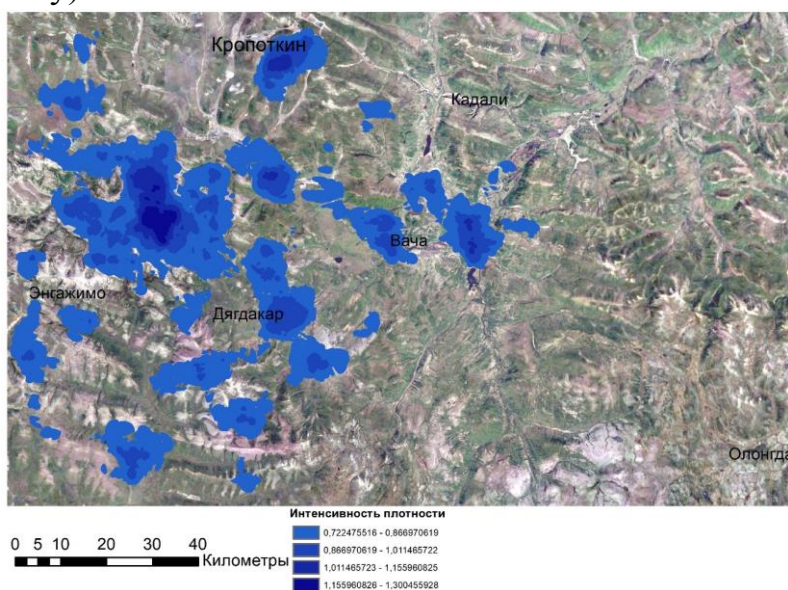 у,
Кропоткин
Кадали
Вача
Энгажимо
Дягдакар
Олонгда
Интенсивность плотности
0,722475516 - 0,866970619
0,866970619 - 1,011465722
1,011465723 - 1,155960825
1,155960826 - 1,300455928
0 5 10 20 30 40
Километры